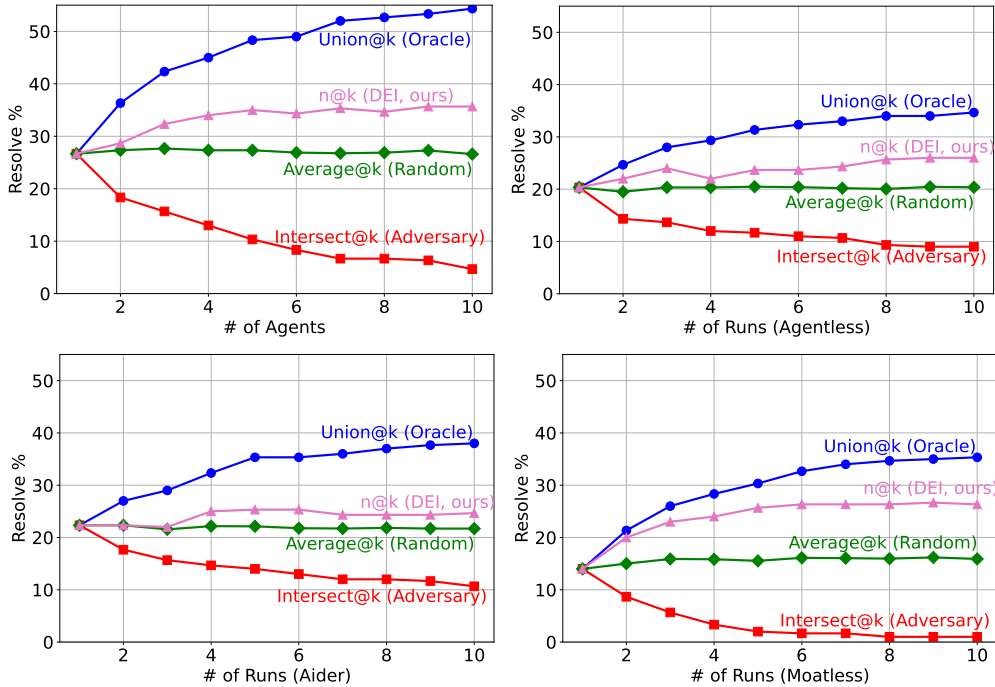 Resolve %
50
40
30
20
10
0
Union@k (Oracle)
n@k (DEI, ours)
Average@k (Random)
Intersect@k (Adversary)
2
4
6
8
10
# of Agents
Resolve %
50
40
30
20
10
0
Union@k (Oracle)
n@k (DEI, ours)
Average@k (Random)
Intersect@k (Adversary)
2
4
6
8
10
# of Runs (Agentless)
Resolve %
50
40
30
20
10
0
Union@k (Oracle)
n@k (DEI, ours)
Average@k (Random)
Intersect@k (Adversary)
2
4
6
8
10
# of Runs (Aider)
Resolve %
50
40
30
20
10
0
Union@k (Oracle)
n@k (DEI, ours)
Average@k (Random)
Intersect@k (Adversary)
2
4
6
8
10
# of Runs (Moatless)